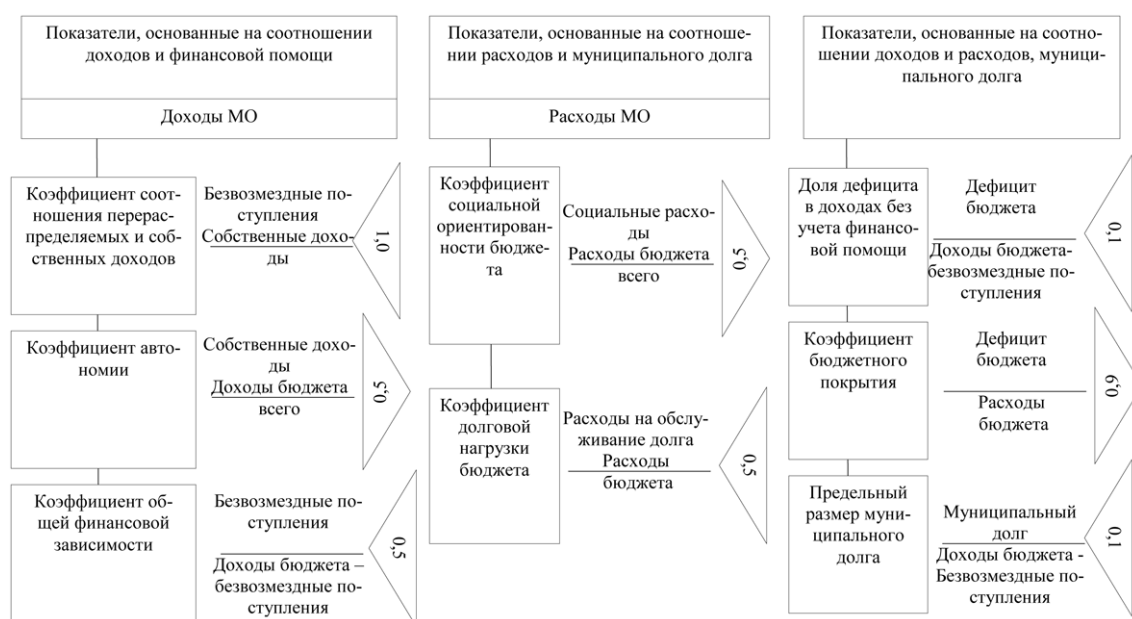 Показатели, основанные на соотношении
доходов и финансовой помощи
Доходы МО
Коэффициент соот-
ношения перерас-
пределяемых и соб-
ственных доходов
Безвозмездные по-
ступления
Собственные дохо-
ды
1,0
Коэффициент авто-
номии
Собственные дохо-
ды
Доходы бюджета
всего
0,5
Коэффициент об-
щей финансовой
зависимости
Безвозмездные по-
ступления
Доходы бюджета –
безвозмездные по-
ступления
0,5
Показатели, основанные на соотноше-
нии расходов и муниципального долга
Расходы МО
Коэффициент
социальной
ориентирован-
ности бюдже-
та
Социальные расхо-
ды
Расходы бюджета
всего
0,5
Коэффициент
долговой
нагрузки
бюджета
Расходы на обслу-
живание долга
Расходы
бюджета
0,5
Показатели, основанные на соотно-
шении доходов и расходов, муници-
пального долга
Доля дефицита
в доходах без
учета финан-
совой помощи
Дефицит
бюджета
Доходы бюджета-
безвозмездные по-
ступления
0,1
Коэффициент
бюджетного
покрытия
Дефицит
бюджета
Расходы
бюджета
0,9
Предельный
размер муни-
ципального
долга
Муниципальный
долг
Доходы бюджета -
Безвозмездные по-
ступления
0,1